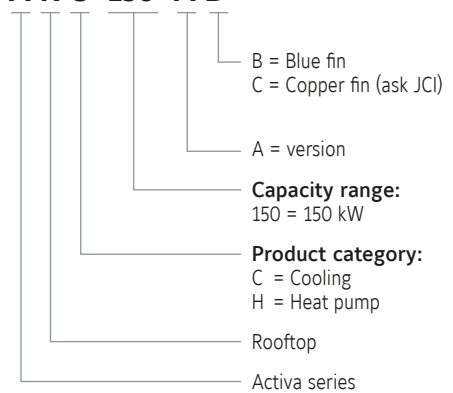 B = Blue fin
C = Copper fin (ask JCI)
A = version
Capacity range:
150 = 150 kW
Product category:
C = Cooling
H = Heat pump
Rooftop
Activa series